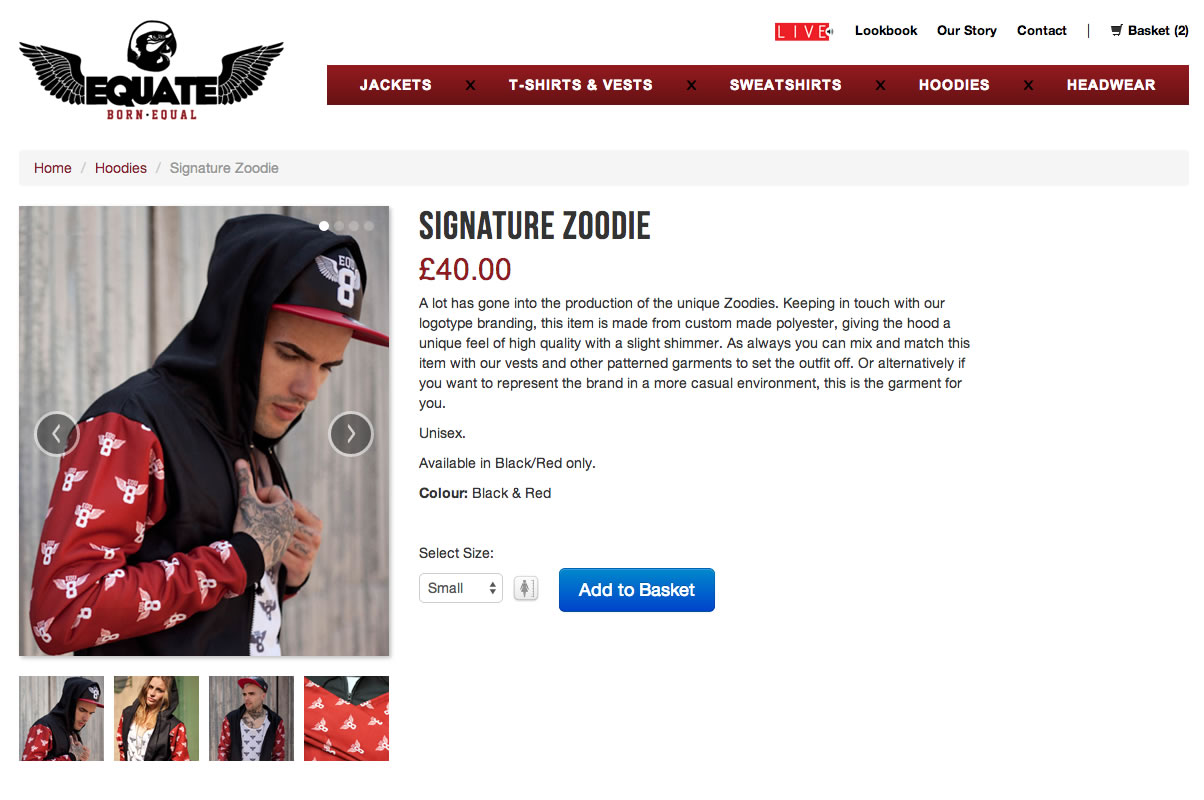 EQUATE
BORN·EQUAL
LIVE
Lookbook
Our Story
Contact
|
Basket (2)
JACKETS x T-SHIRTS & VESTS x SWEATSHIRTS x HOODIES x HEADWEAR
Home / Hoodies / Signature Zoodie
EQU
8
SIGNATURE ZOODIE
£40.00
A lot has gone into the production of the unique Zoodies. Keeping in touch with our
logotype branding, this item is made from custom made polyester, giving the hood a
unique feel of high quality with a slight shimmer. As always you can mix and match this
item with our vests and other patterned garments to set the outfit off. Or alternatively if
you want to represent the brand in a more casual environment, this is the garment for
you.
Unisex.
Available in Black/Red only.
Colour: Black & Red
Select Size:
Small
Add to Basket